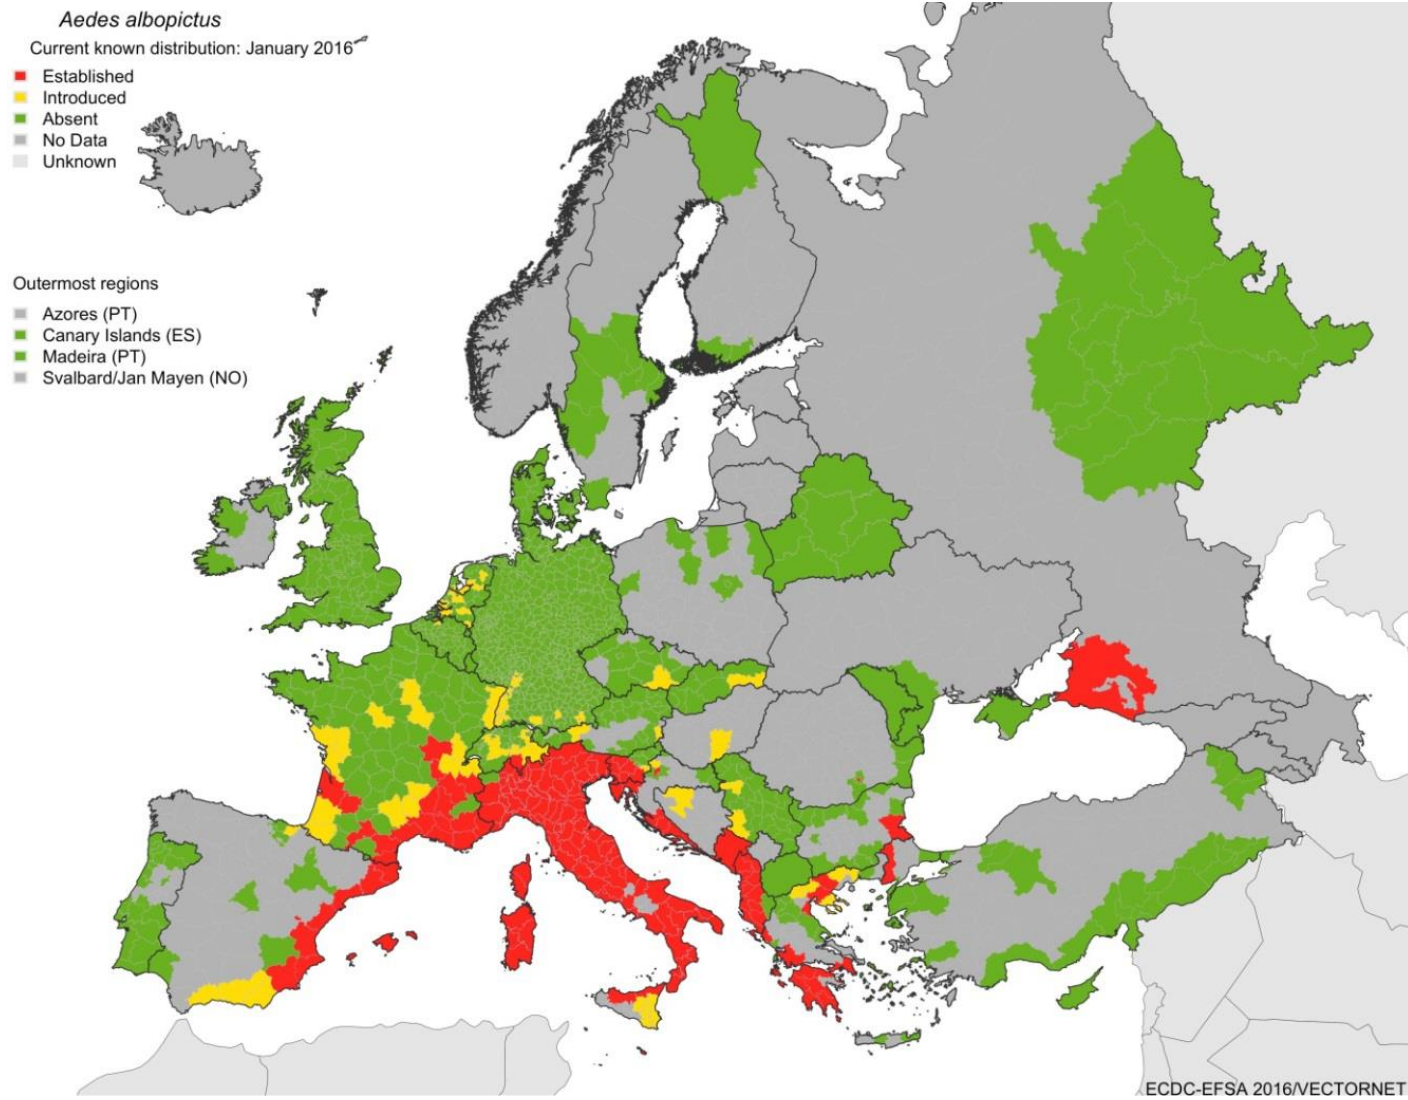 Aedes albopictus
Current known distribution: January 2016
Established
Introduced
Absent
No Data
Unknown
Outermost regions
Azores (PT)
Canary Islands (ES)
Madeira (PT)
Svalbard/Jan Mayen (NO)
ECDC-EFSA 2016/VECTORNET